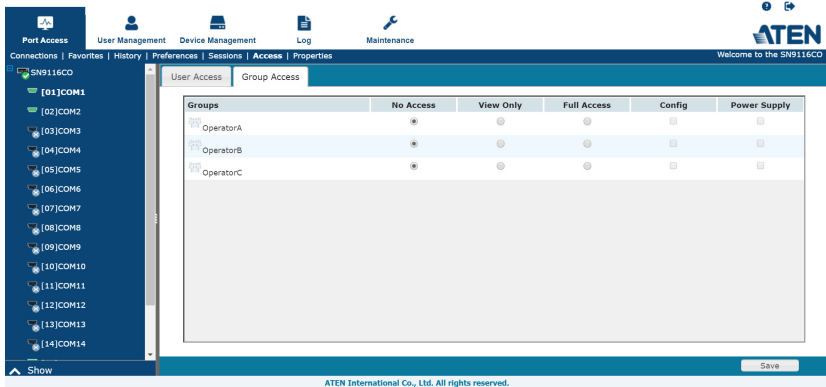 Port Access
User Management
Device Management
Log
Maintenance
ATEN
Connections | Favorites | History | Preferences | Sessions | Access | Properties
Welcome to the SN9116CO
SN9116CO
[01]COM1
[02]COM2
[03]COM3
[04]COM4
[05]COM5
[06]COM6
[07]COM7
[08]COM8
[09]COM9
[10]COM10
[11]COM11
[12]COM12
[13]COM13
[14]COM14
Show
User Access Group Access
Groups No Access View Only Full Access Config Power Supply
OperatorA
OperatorB
OperatorC
Save
ATEN International Co., Ltd. All rights reserved.